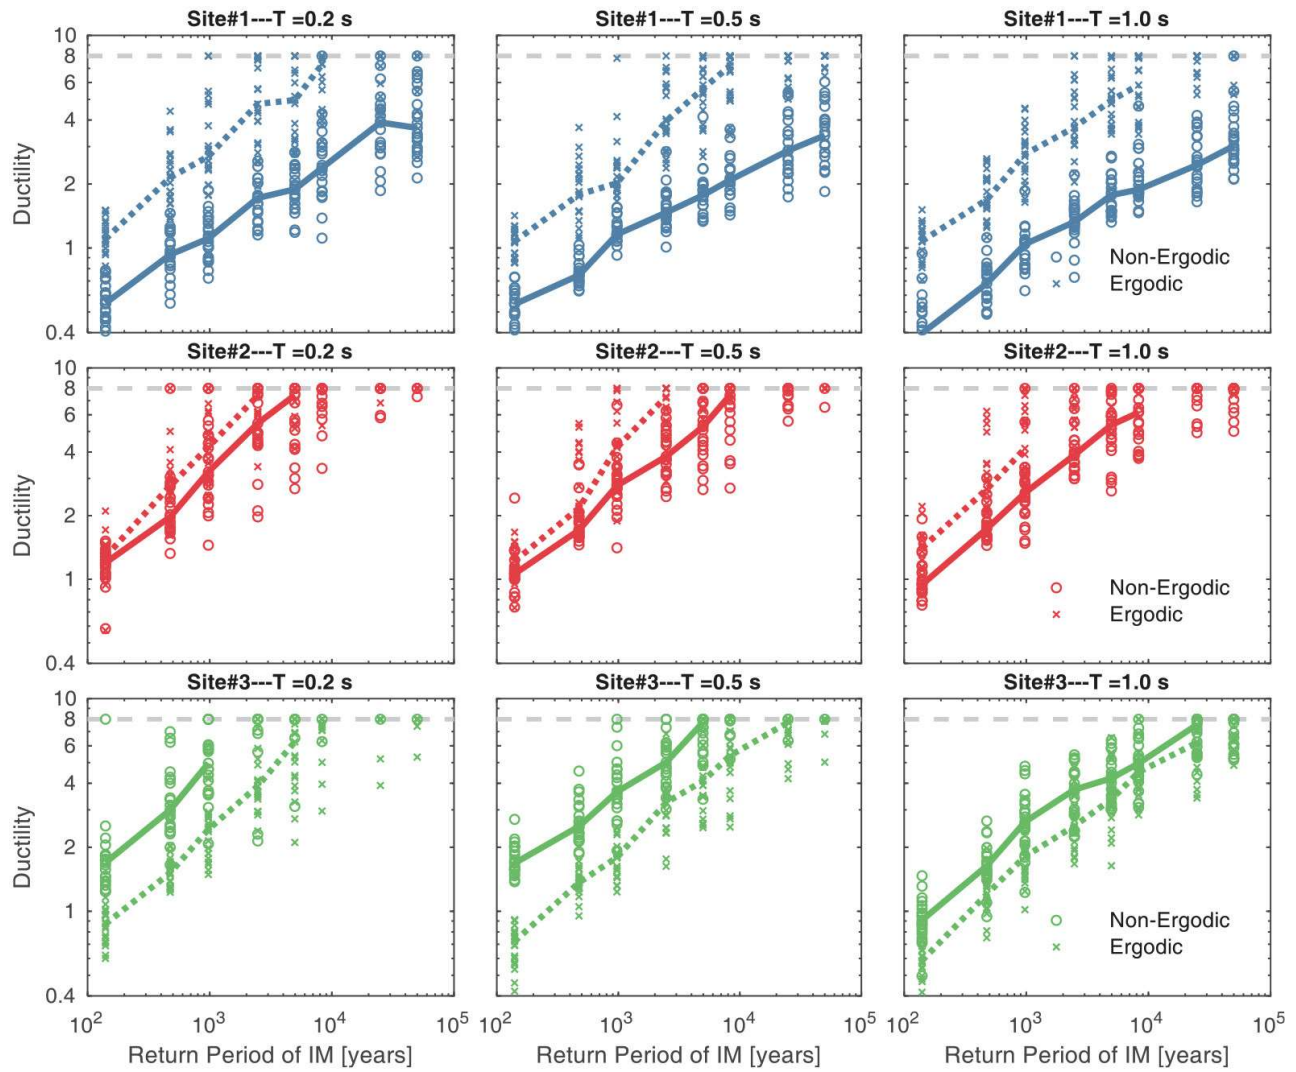 Site#1---T =0.2 s
Site#1---T =0.5 s
Site#1---T =1.0 s
10
8
6
4
2
1
0.4
Ductility
Non-Ergodic
Ergodic
Site#2---T =0.2 s
Site#2---T =0.5 s
Site#2---T =1.0 s
10
8
6
4
2
1
0.4
Ductility
Non-Ergodic
Ergodic
Site#3---T =0.2 s
Site#3---T =0.5 s
Site#3---T =1.0 s
10
8
6
4
2
1
0.4
Ductility
Non-Ergodic
Ergodic
10² 10³ 10⁴ 10⁵
10² 10³ 10⁴ 10⁵
10² 10³ 10⁴ 10⁵
Return Period of IM [years]
Return Period of IM [years]
Return Period of IM [years]